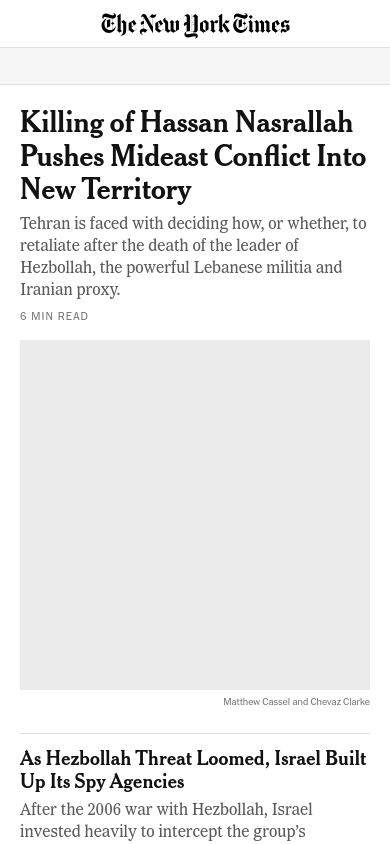 The New York Times
Killing of Hassan Nasrallah
Pushes Mideast Conflict Into
New Territory
Tehran is faced with deciding how, or whether, to
retaliate after the death of the leader of
Hezbollah, the powerful Lebanese militia and
Iranian proxy.
6 MIN READ
Matthew Cassel and Chevaz Clarke
As Hezbollah Threat Loomed, Israel Built
Up Its Spy Agencies
After the 2006 war with Hezbollah, Israel
invested heavily to intercept the group’s